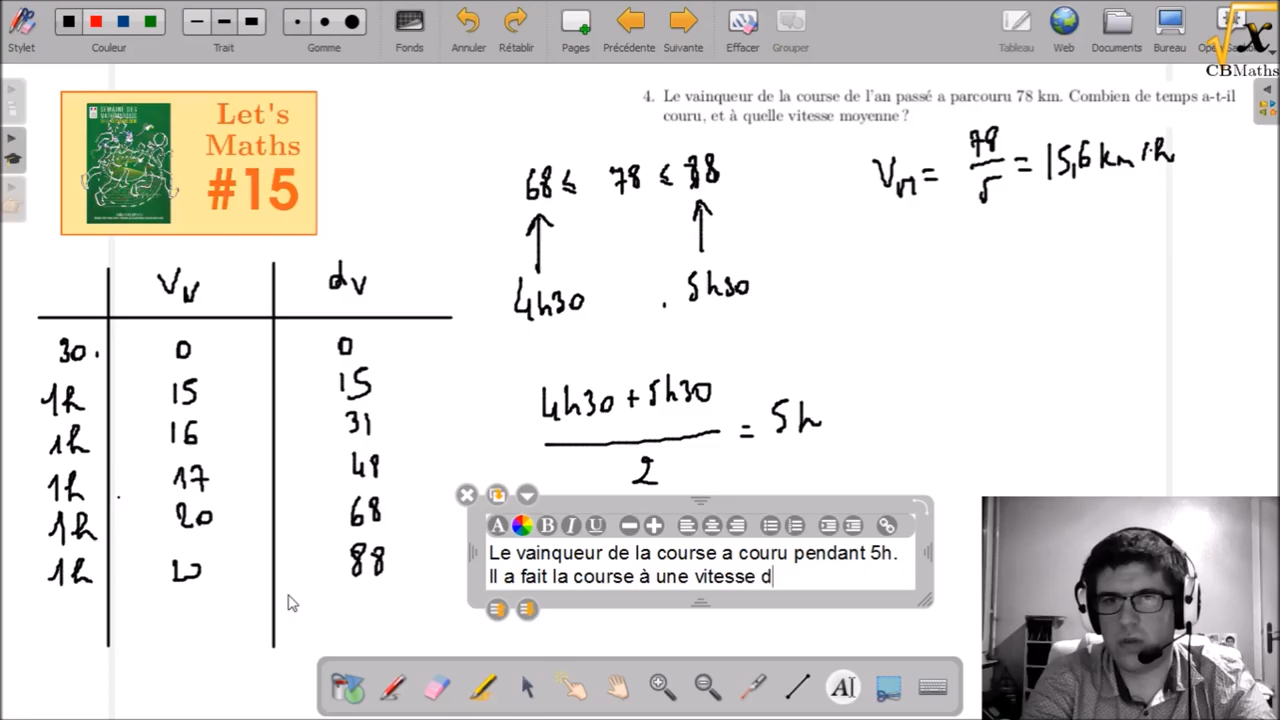 Stylet
Couleur
Trait
Gomme
Fonds
Annuler
Rétablir
Pages
Précédente
Suivante
Effacer
Grouper
Tableau
Web
Documents
Bureau
CBMaths
Let's
Maths
#15
4. Le vainqueur de la course de l'an passé a parcouru 78 km. Combien de temps a-t-il
couru, et à quelle vitesse moyenne ?
68 ≤ 78 ≤ 88
4h30 5h30
Vm = 78/5 = 15,6 km/h
Vv dv
30 0 0
1h 15 15
1h 16 31
1h 17 48
1h 20 68
1h 20 88
4h30 + 5h30
= 5h
2
A B I U
Le vainqueur de la course a couru pendant 5h.
Il a fait la course à une vitesse d
AI